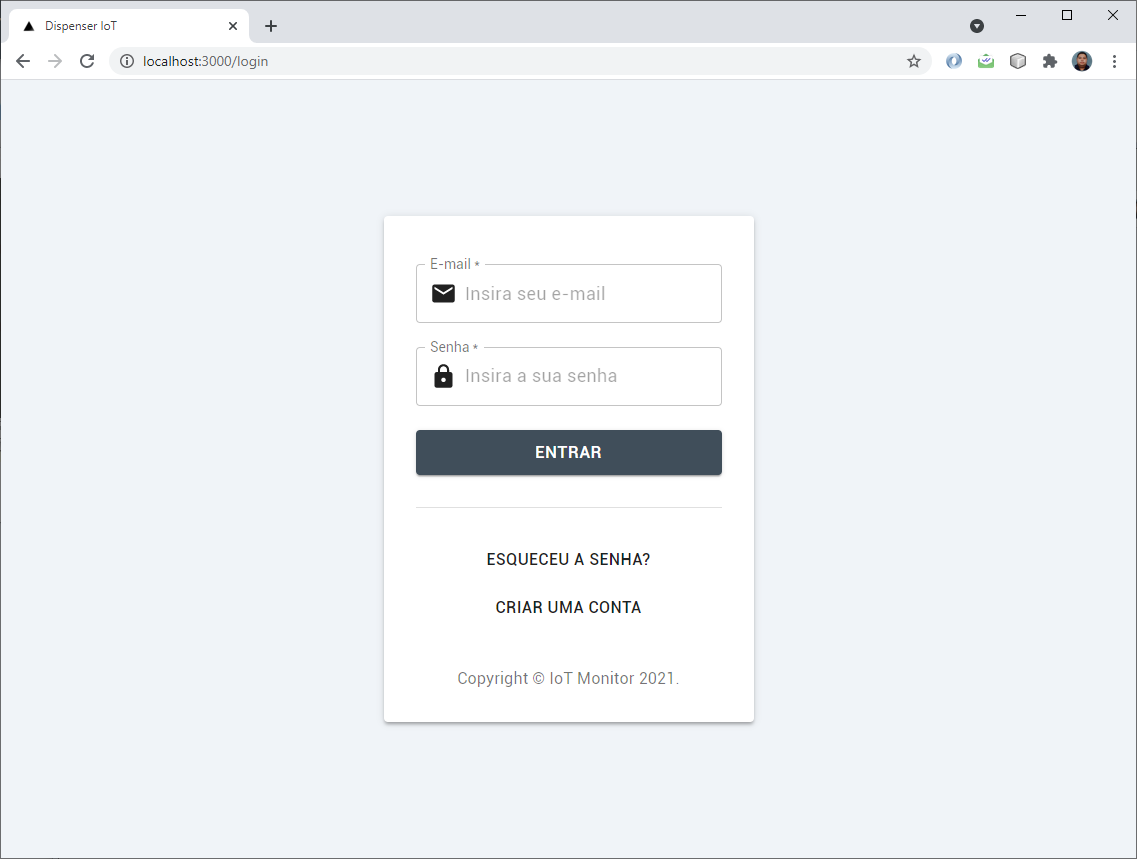 Dispenser IoT
localhost:3000/login
E-mail *
Insira seu e-mail
Senha *
Insira a sua senha
ENTRAR
ESQUECEU A SENHA?
CRIAR UMA CONTA
Copyright © IoT Monitor 2021.